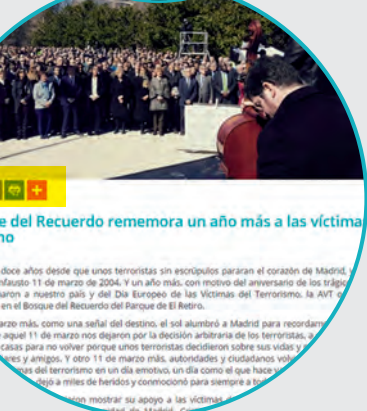 e del Recuerdo rememora un año más a las víctima
no
doce años desde que unos terroristas sin escrúpulos pararan el corazón de Madrid,
nfausto 11 de marzo de 2004. Y un año más, con motivo del aniversario de los trágic
aron a nuestro país y del Día Europeo de las Víctimas del Terrorismo, la AVT
en el Bosque del Recuerdo del Parque de El Retiro.
arzo más, como una señal del destino, el sol alumbró a Madrid para recordarn
aquel 11 de marzo nos dejaron por la decisión arbitraria de los terroristas, a
casas para no volver porque unos terroristas decidieron sobre sus vidas y
liares y amigos. Y otro 11 de marzo más, autoridades y ciudadanos volv
mas del terrorismo en un día emotivo, un día como el que hace
dejó a miles de heridos y conmocionó para siempre a tod
mostrar su apoyo a las víctimas d
de Madrid,